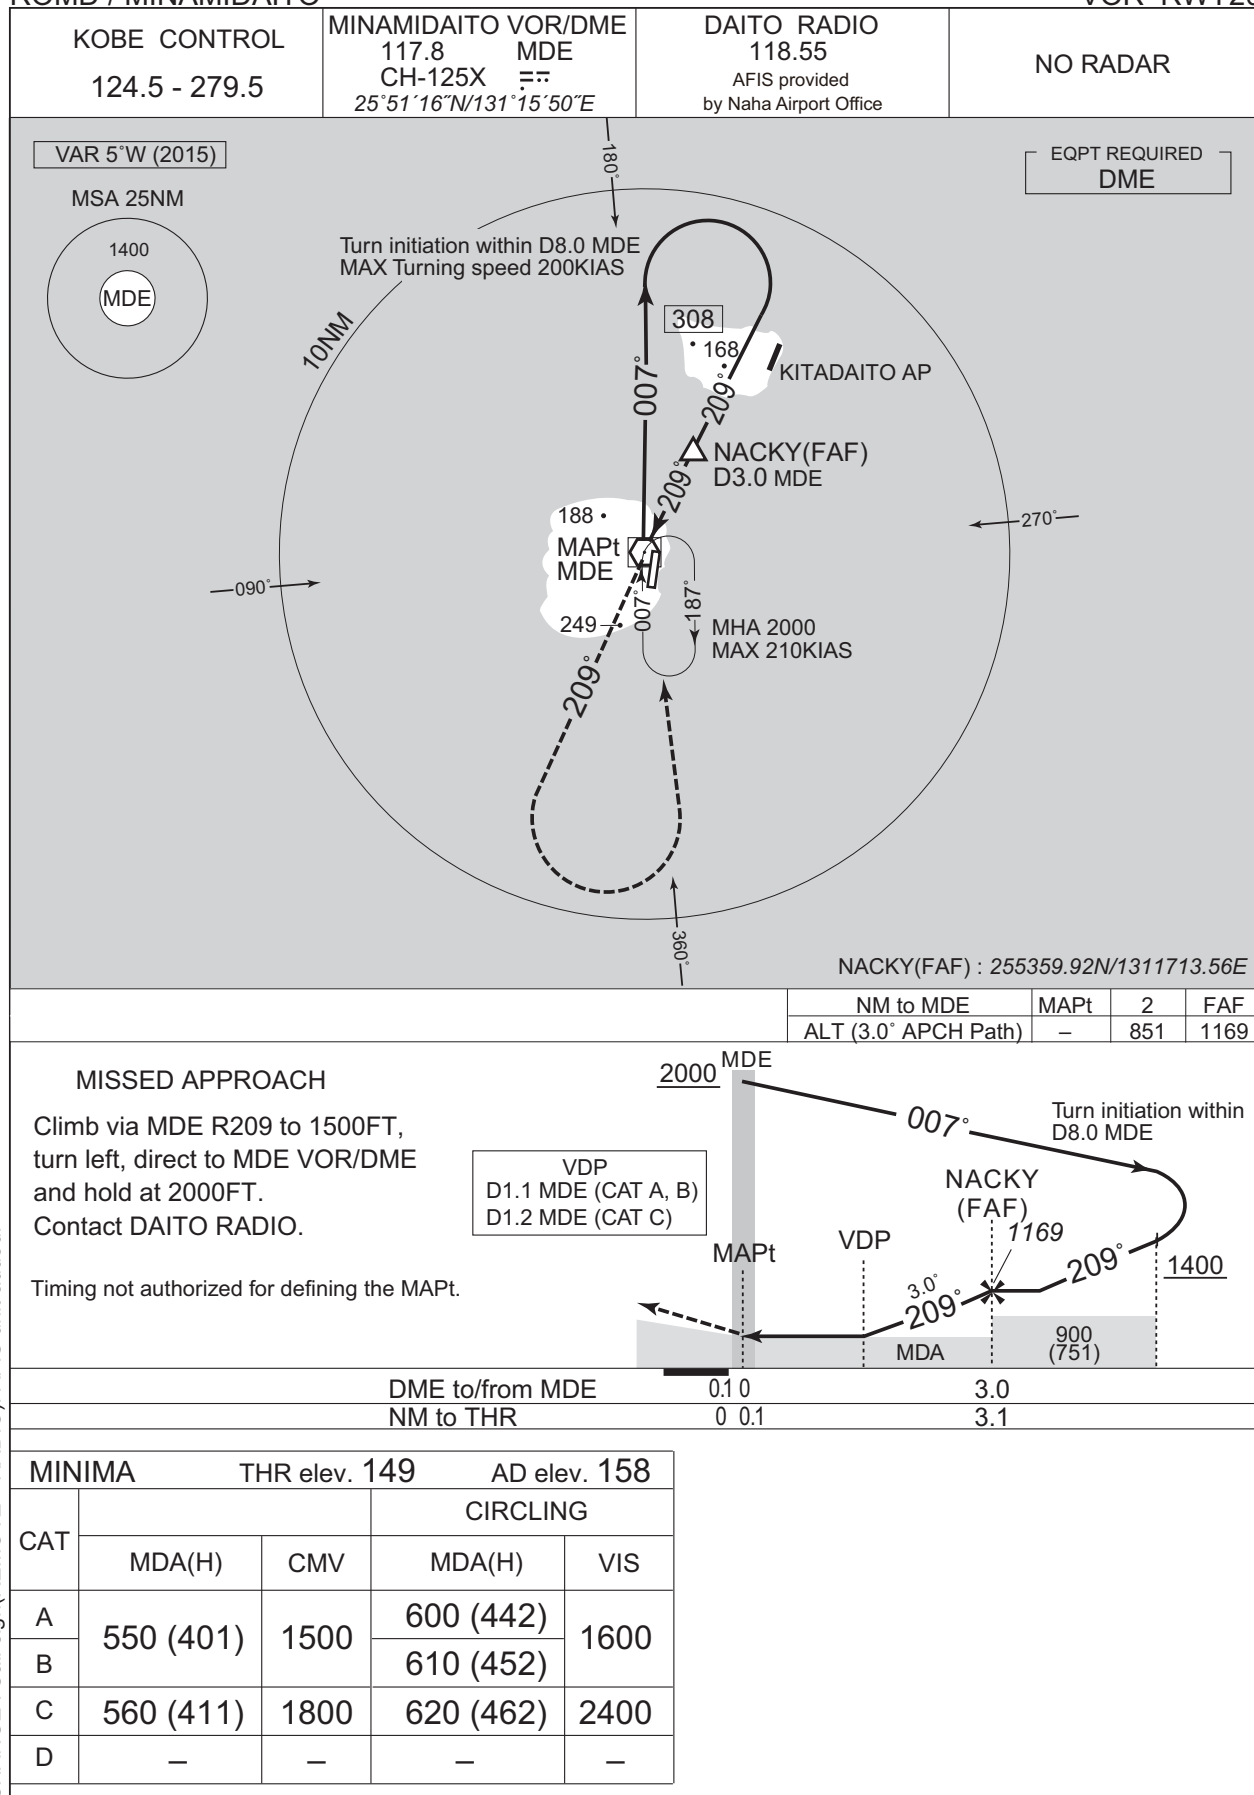 ROMD / MINAMIDAITO
VOR RWY20
KOBE CONTROL
124.5 - 279.5
MINAMIDAITO VOR/DME
117.8 MDE
CH-125X
25°51´16˝N/131°15´50˝E
DAITO RADIO
118.55
AFIS provided
by Naha Airport Office
NO RADAR
VAR 5°W (2015)
EQPT REQUIRED
DME
MSA 25NM
1400
MDE
180°
Turn initiation within D8.0 MDE
MAX Turning speed 200KIAS
10NM
308
168
KITADAITO AP
007°
209°
NACKY(FAF)
D3.0 MDE
209°
188
MAPt
MDE
270°
090°
007°
187°
249
MHA 2000
MAX 210KIAS
209°
360°
NACKY(FAF) : 255359.92N/1311713.56E
NM to MDE MAPt 2 FAF
ALT (3.0° APCH Path) – 851 1169
MISSED APPROACH
Climb via MDE R209 to 1500FT,
turn left, direct to MDE VOR/DME
and hold at 2000FT.
Contact DAITO RADIO.
Timing not authorized for defining the MAPt.
VDP
D1.1 MDE (CAT A, B)
D1.2 MDE (CAT C)
2000
MDE
007°
Turn initiation within
D8.0 MDE
NACKY
(FAF)
1169
MAPt
VDP
3.0°
209°
209°
1400
MDA
900
(751)
DME to/from MDE 0.1 0 3.0
NM to THR 0 0.1 3.1
MINIMA THR elev. 149 AD elev. 158
CAT
CIRCLING
MDA(H) CMV MDA(H) VIS
A 550 (401) 1500 600 (442) 1600
B 610 (452)
C 560 (411) 1800 620 (462) 2400
D – – – –